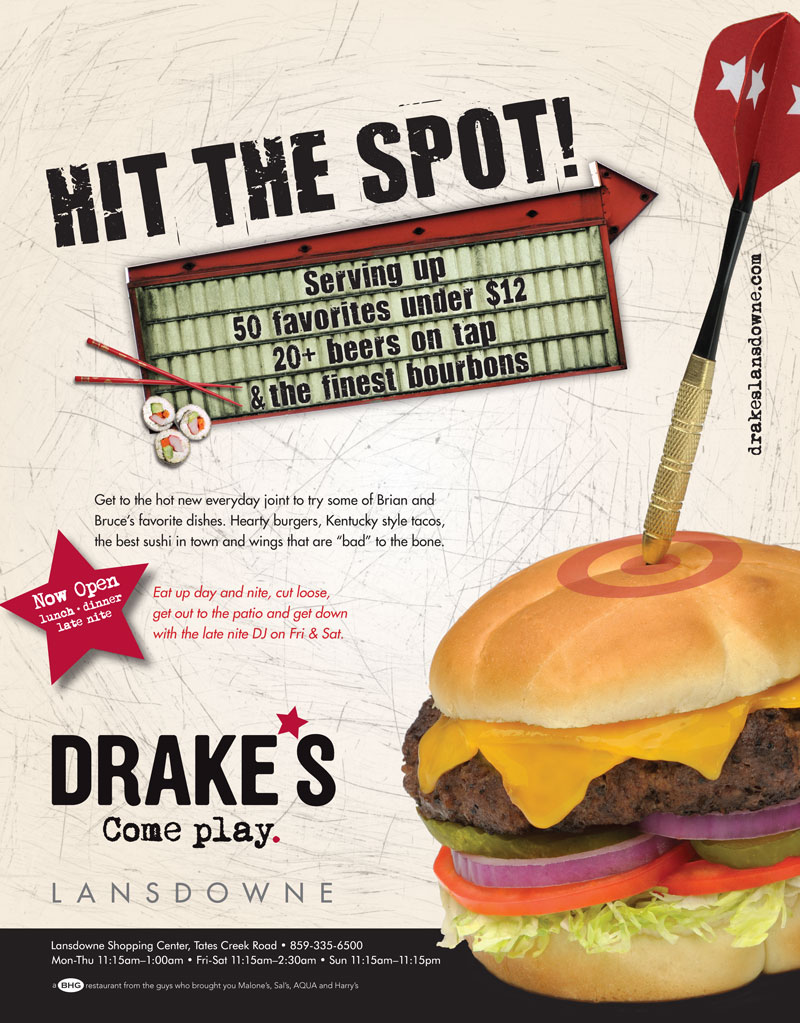 HIT THE SPOT!
Serving up
50 favorites under $12
20+ beers on tap
& the finest bourbons
drakeslansdowne.com
Get to the hot new everyday joint to try some of Brian and
Bruce’s favorite dishes. Hearty burgers, Kentucky style tacos,
the best sushi in town and wings that are “bad” to the bone.
Now Open
lunch • dinner
late nite
Eat up day and nite, cut loose,
get out to the patio and get down
with the late nite DJ on Fri & Sat.
DRAKE'S
Come play.
LANSDOWNE
Lansdowne Shopping Center, Tates Creek Road • 859-335-6500
Mon-Thu 11:15am–1:00am • Fri-Sat 11:15am–2:30am • Sun 11:15am–11:15pm
a BHG restaurant from the guys who brought you Malone’s, Sal’s, AQUA and Harry’s